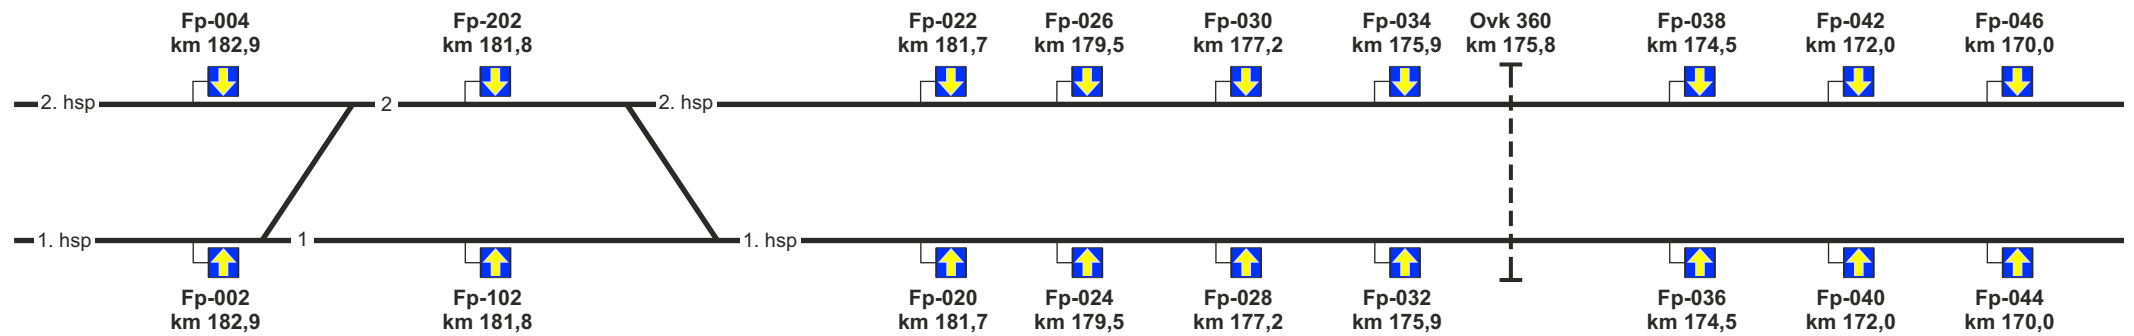 Fp-004 Fp-202 Fp-022 Fp-026 Fp-030 Fp-034 Ovk 360 Fp-038 Fp-042 Fp-046
km 182,9 km 181,8 km 181,7 km 179,5 km 177,2 km 175,9 km 175,8 km 174,5 km 172,0 km 170,0
2. hsp 2 2. hsp
1. hsp 1 1. hsp
Fp-002 Fp-102 Fp-020 Fp-024 Fp-028 Fp-032 Fp-036 Fp-040 Fp-044
km 182,9 km 181,8 km 181,7 km 179,5 km 177,2 km 175,9 km 174,5 km 172,0 km 170,0